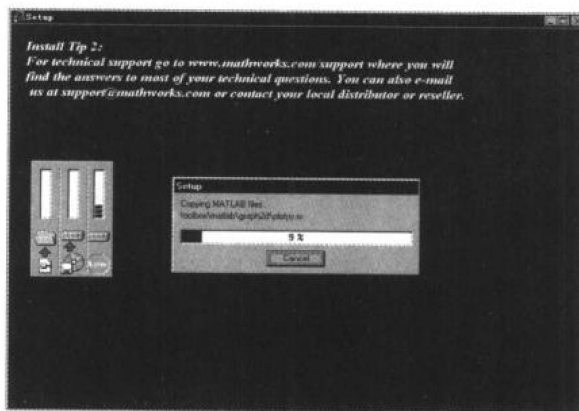 Setup
Install Tip 2:
For technical support go to www.mathworks.com/support where you will
find the answers to most of your technical questions. You can also e-mail
us at support@mathworks.com or contact your local distributor or reseller.
Setup
Copying MATLAB files
9 %
Cancel